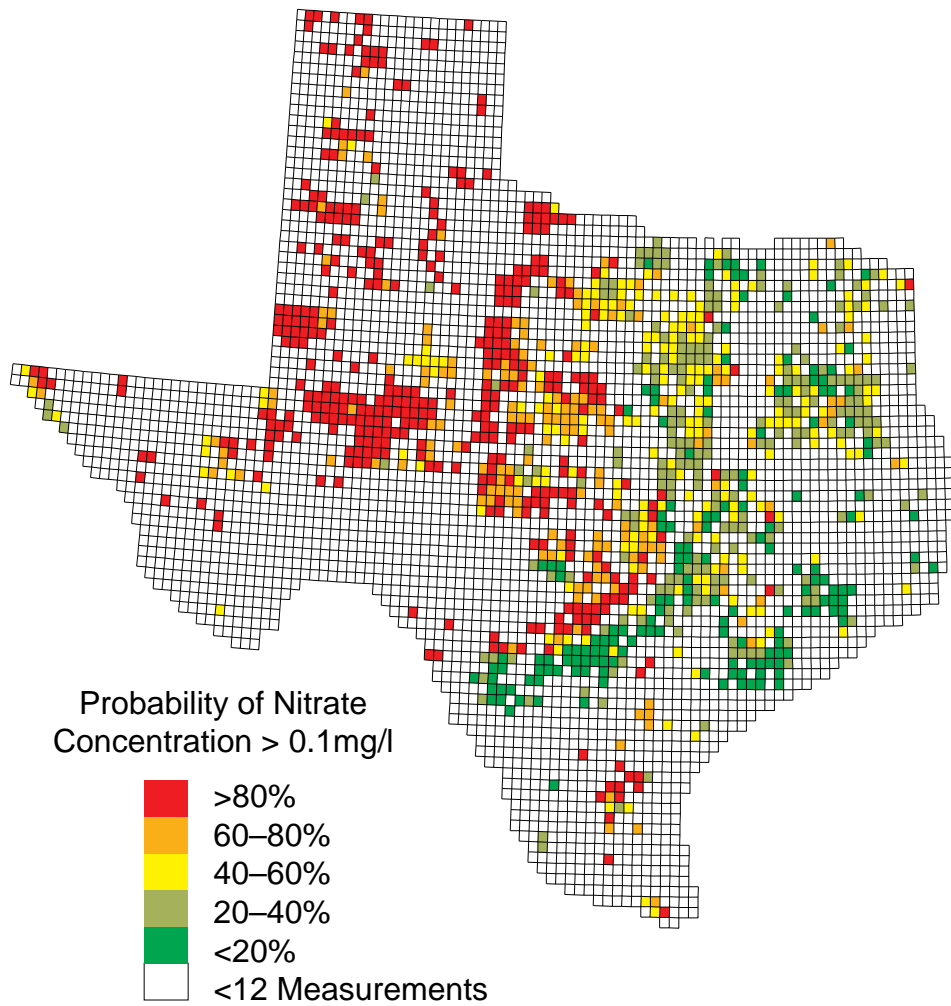 Probability of Nitrate
Concentration > 0.1mg/l
>80%
60–80%
40–60%
20–40%
<20%
<12 Measurements